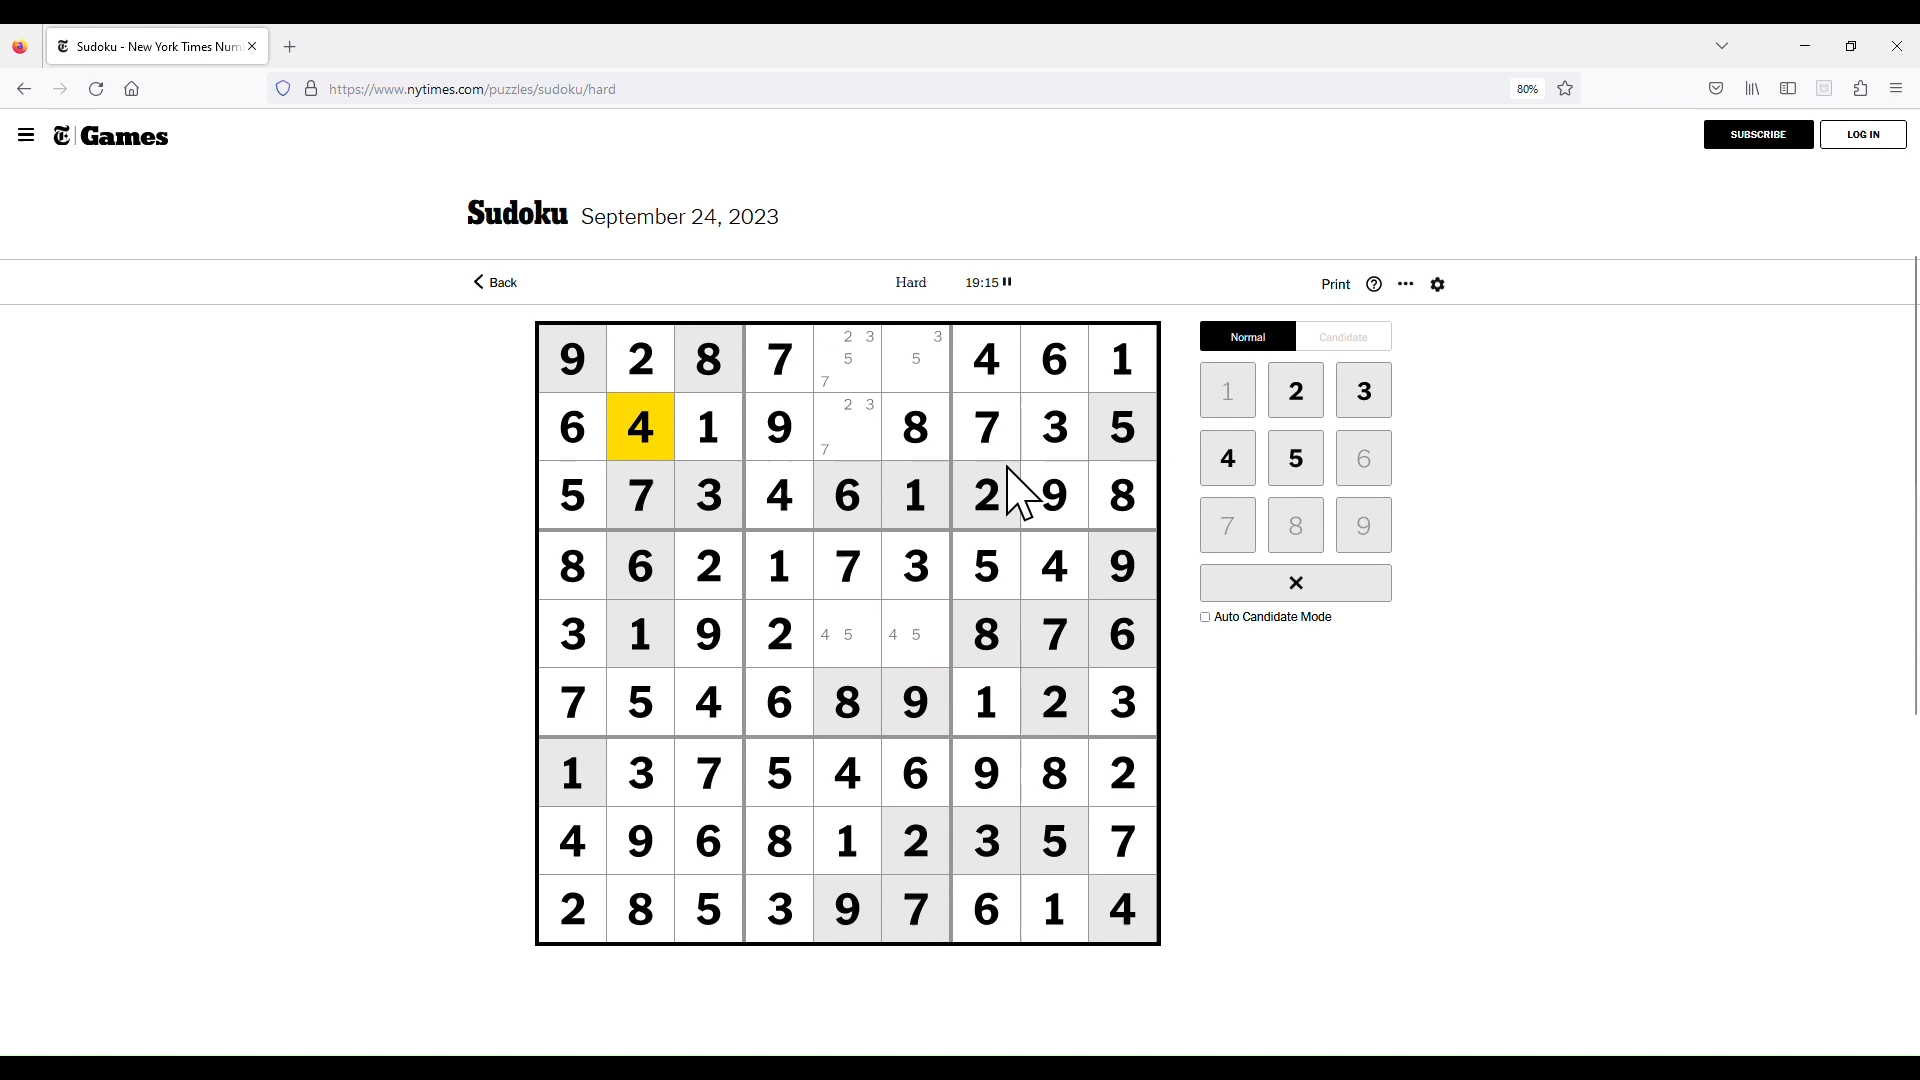 Sudoku - New York Times Num
https://www.nytimes.com/puzzles/sudoku/hard
80%
T Games
SUBSCRIBE
LOG IN
Sudoku September 24, 2023
Back
Hard 19:15
Print ? •••
9 2 8 7 2 3 5 7 3 5 4 6 1
6 4 1 9 2 3 7 8 7 3 5
5 7 3 4 6 1 2 9 8
8 6 2 1 7 3 5 4 9
3 1 9 2 4 5 4 5 8 7 6
7 5 4 6 8 9 1 2 3
1 3 7 5 4 6 9 8 2
4 9 6 8 1 2 3 5 7
2 8 5 3 9 7 6 1 4
Normal Candidate
1 2 3
4 5 6
7 8 9
×
Auto Candidate Mode